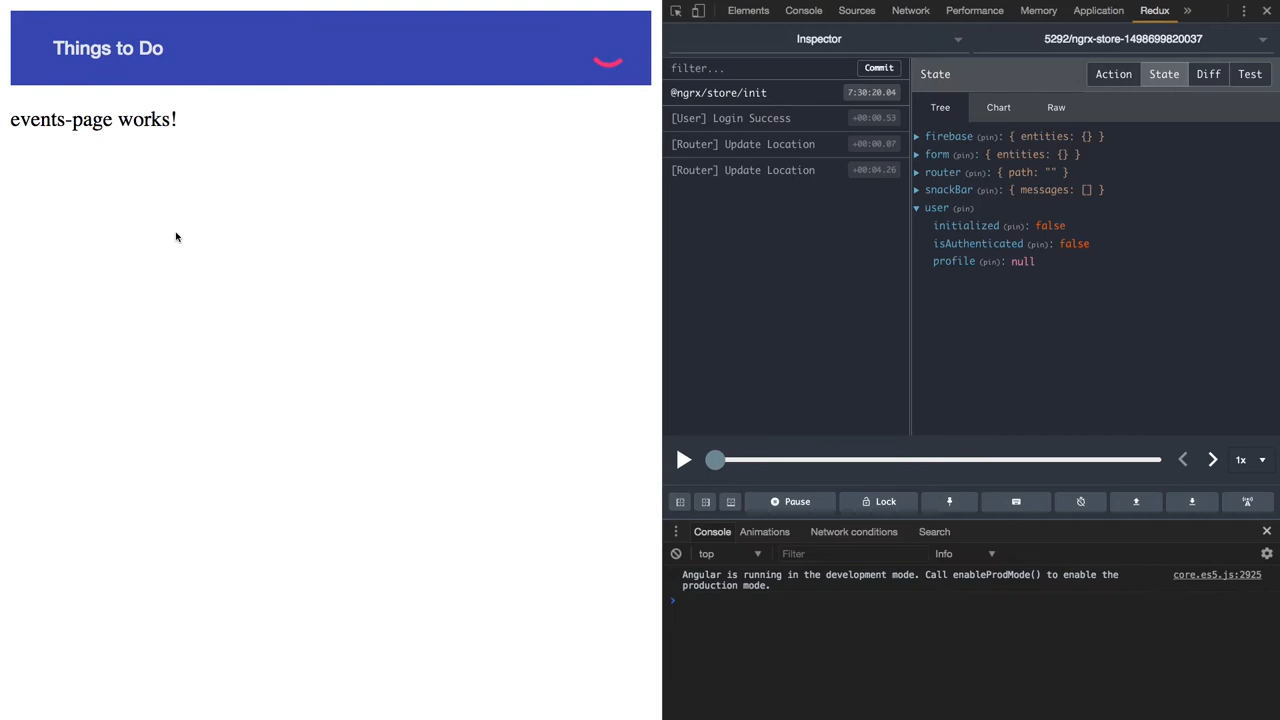 Things to Do
events-page works!
Elements Console Sources Network Performance Memory Application Redux »
Inspector 5292/ngrx-store-1498699820037
filter... Commit
@ngrx/store/init 7:30:20.04
[User] Login Success +00:00.53
[Router] Update Location +00:00.07
[Router] Update Location +00:04.26
State Action State Diff Test
Tree Chart Raw
firebase (pin): { entities: {} }
form (pin): { entities: {} }
router (pin): { path: "" }
snackBar (pin): { messages: [] }
user (pin)
initialized (pin): false
isAuthenticated (pin): false
profile (pin): null
1x
Pause Lock
Console Animations Network conditions Search
top Filter Info
Angular is running in the development mode. Call enableProdMode() to enable the core.es5.js:2925
production mode.